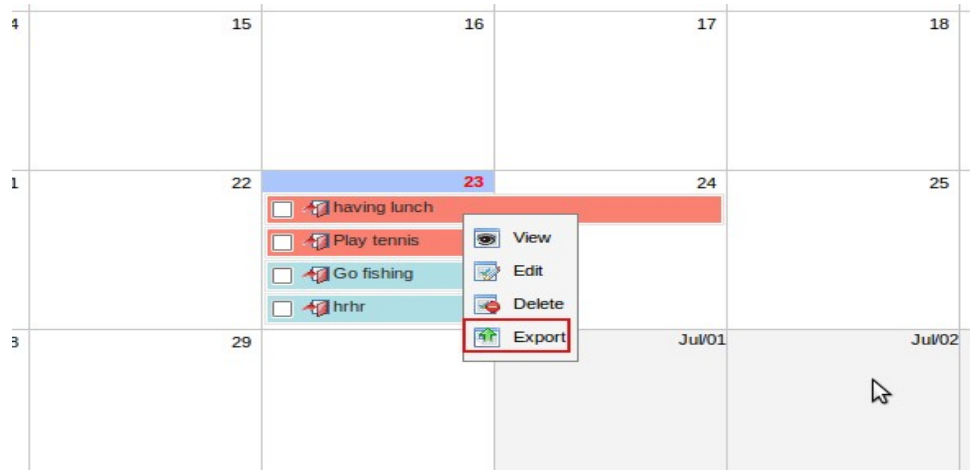 4 15 16 17 18
1 22 23 24 25
having lunch
Play tennis View
Go fishing Edit
hrhr Delete
Export
8 29 Jul/01 Jul/02